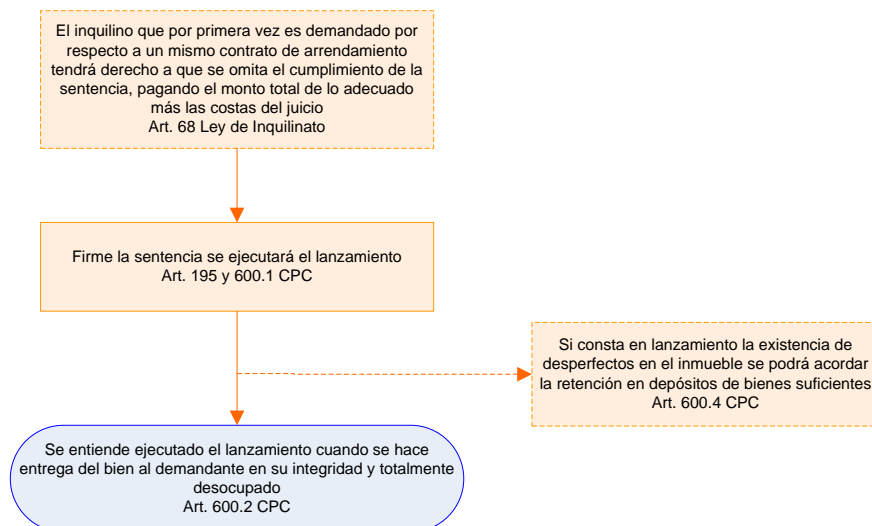 El inquilino que por primera vez es demandado por
respecto a un mismo contrato de arrendamiento
tendrá derecho a que se omita el cumplimiento de la
sentencia, pagando el monto total de lo adecuado
más las costas del juicio
Art. 68 Ley de Inquilinato
Firme la sentencia se ejecutará el lanzamiento
Art. 195 y 600.1 CPC
Si consta en lanzamiento la existencia de
desperfectos en el inmueble se podrá acordar
la retención en depósitos de bienes suficientes
Art. 600.4 CPC
Se entiende ejecutado el lanzamiento cuando se hace
entrega del bien al demandante en su integridad y totalmente
desocupado
Art. 600.2 CPC